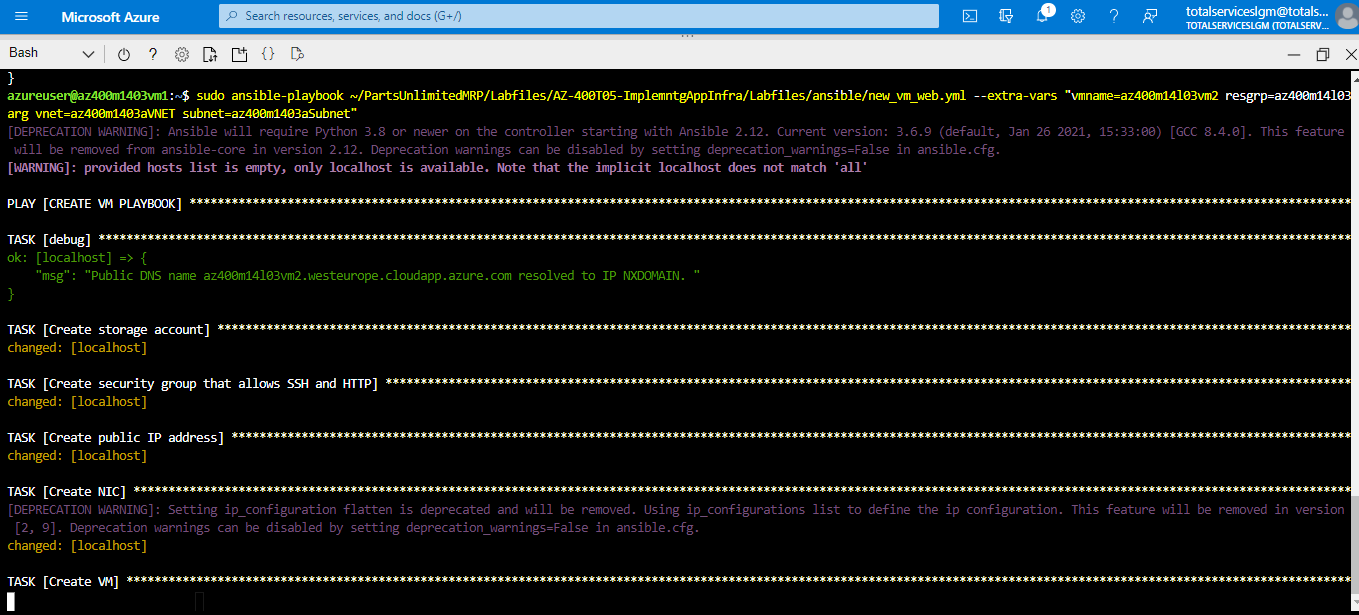 Microsoft Azure
Search resources, services, and docs (G+/)
1
totalserviceslgm@totals...
TOTALSERVICESLGM (TOTALSERV...
Bash
}
azureuser@az400m1403vm1:~$ sudo ansible-playbook ~/PartsUnlimitedMRP/Labfiles/AZ-400T05-ImplemntgAppInfra/Labfiles/ansible/new_vm_web.yml --extra-vars "vmname=az400m14l03vm2 resgrp=az400m14l03
arg vnet=az400m1403aVNET subnet=az400m1403aSubnet"
[DEPRECATION WARNING]: Ansible will require Python 3.8 or newer on the controller starting with Ansible 2.12. Current version: 3.6.9 (default, Jan 26 2021, 15:33:00) [GCC 8.4.0]. This feature
will be removed from ansible-core in version 2.12. Deprecation warnings can be disabled by setting deprecation_warnings=False in ansible.cfg.
[WARNING]: provided hosts list is empty, only localhost is available. Note that the implicit localhost does not match 'all'
PLAY [CREATE VM PLAYBOOK] **********************************************************************************************************************************************************************
TASK [debug] ***********************************************************************************************************************************************************************************
ok: [localhost] => {
"msg": "Public DNS name az400m14l03vm2.westeurope.cloudapp.azure.com resolved to IP NXDOMAIN. "
}
TASK [Create storage account] ******************************************************************************************************************************************************************
changed: [localhost]
TASK [Create security group that allows SSH and HTTP] ******************************************************************************************************************************************
changed: [localhost]
TASK [Create public IP address] ****************************************************************************************************************************************************************
changed: [localhost]
TASK [Create NIC] ******************************************************************************************************************************************************************************
[DEPRECATION WARNING]: Setting ip_configuration flatten is deprecated and will be removed. Using ip_configurations list to define the ip configuration. This feature will be removed in version
[2, 9]. Deprecation warnings can be disabled by setting deprecation_warnings=False in ansible.cfg.
changed: [localhost]
TASK [Create VM] *******************************************************************************************************************************************************************************